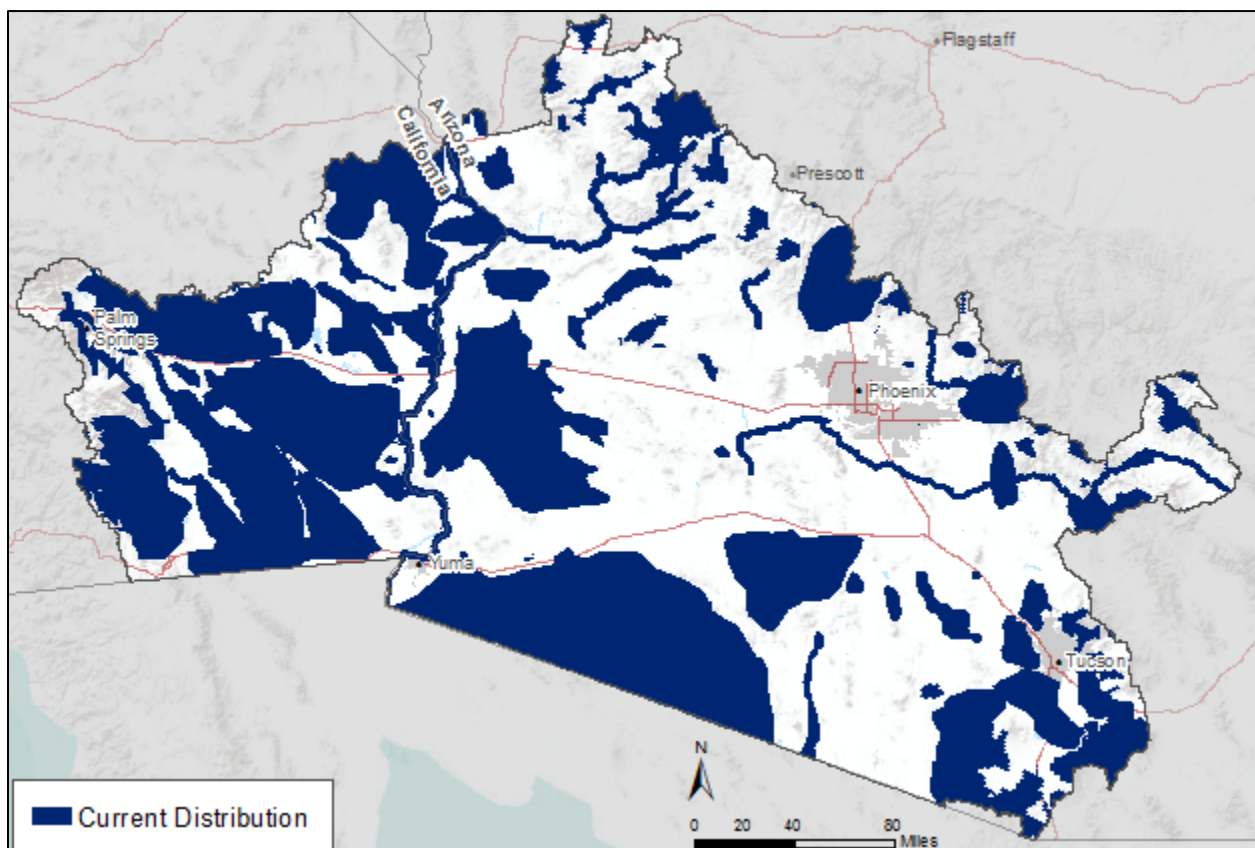 Flagstaff
Arizona
California
Prescott
Palm
Springs
Phoenix
Yuma
Tucson
N
Current Distribution
0 20 40 80
Miles